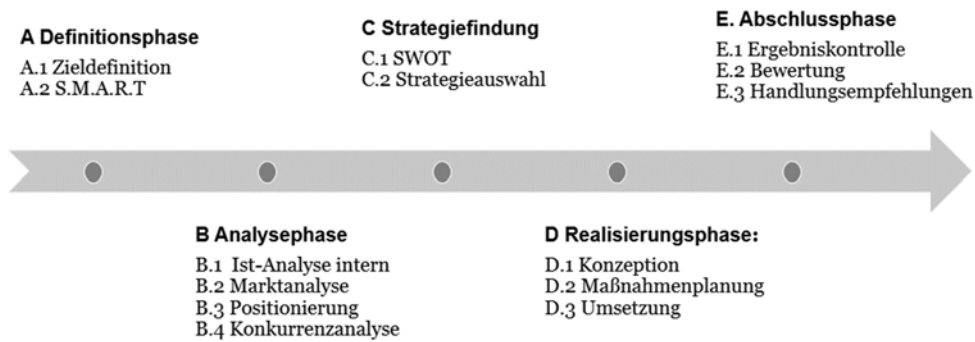 A Definitionsphase
A.1 Zieldefinition
A.2 S.M.A.R.T
B Analysephase
B.1 Ist-Analyse intern
B.2 Marktanalyse
B.3 Positionierung
B.4 Konkurrenzanalyse
C Strategiefindung
C.1 SWOT
C.2 Strategieauswahl
D Realisierungsphase:
D.1 Konzeption
D.2 Maßnahmenplanung
D.3 Umsetzung
E. Abschlussphase
E.1 Ergebniskontrolle
E.2 Bewertung
E.3 Handlungsempfehlungen